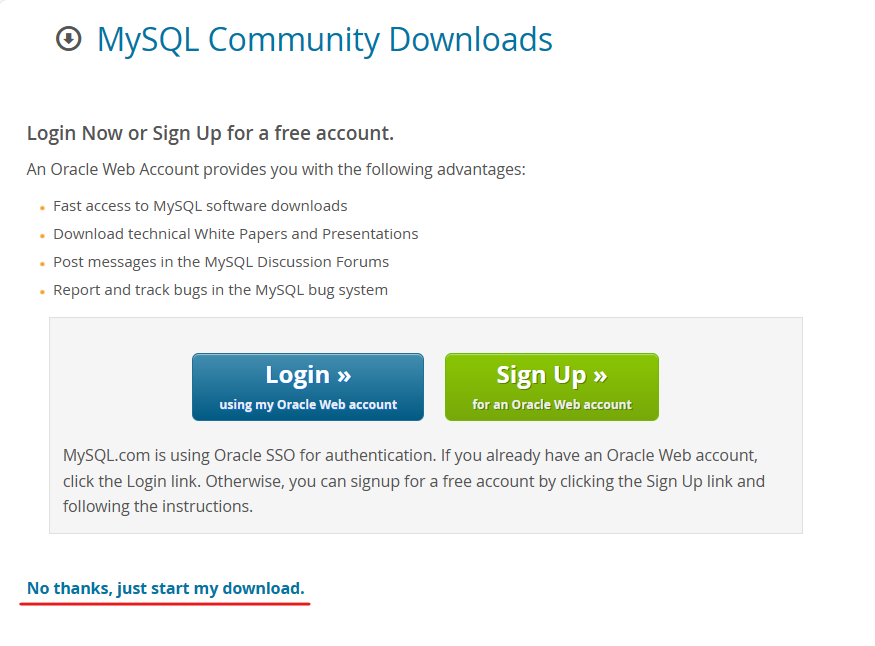 MySQL Community Downloads
Login Now or Sign Up for a free account.
An Oracle Web Account provides you with the following advantages:
Fast access to MySQL software downloads
Download technical White Papers and Presentations
Post messages in the MySQL Discussion Forums
Report and track bugs in the MySQL bug system
Login »
using my Oracle Web account
Sign Up »
for an Oracle Web account
MySQL.com is using Oracle SSO for authentication. If you already have an Oracle Web account,
click the Login link. Otherwise, you can signup for a free account by clicking the Sign Up link and
following the instructions.
No thanks, just start my download.